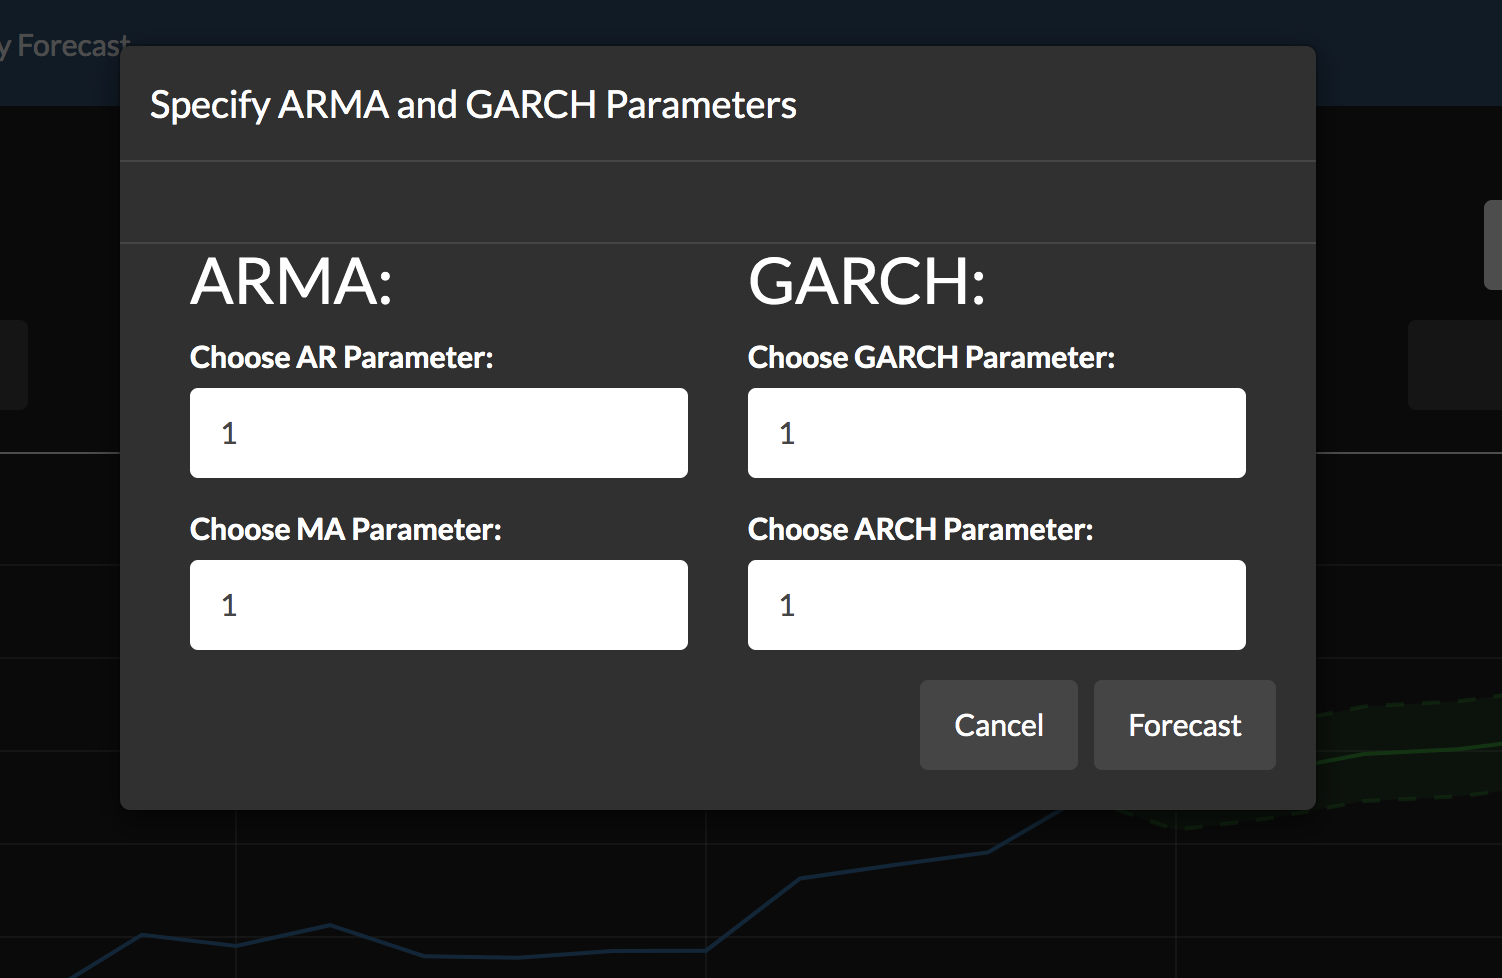 y Forecast
Specify ARMA and GARCH Parameters
ARMA:
Choose AR Parameter:
1
Choose MA Parameter:
1
GARCH:
Choose GARCH Parameter:
1
Choose ARCH Parameter:
1
Cancel
Forecast